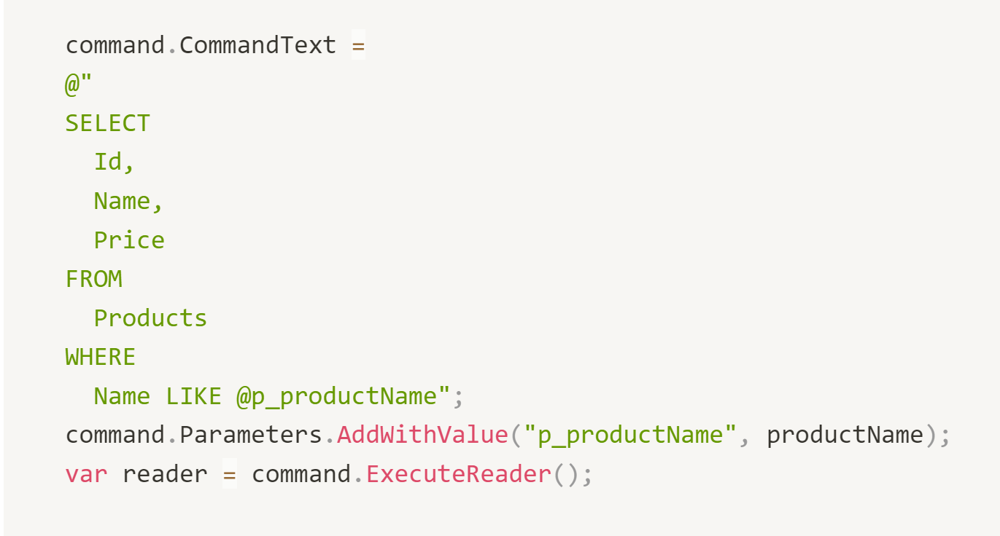 command.CommandText =
@"
SELECT
  Id,
  Name,
  Price
FROM
  Products
WHERE
  Name LIKE @p_productName";
command.Parameters.AddWithValue("p_productName", productName);
var reader = command.ExecuteReader();